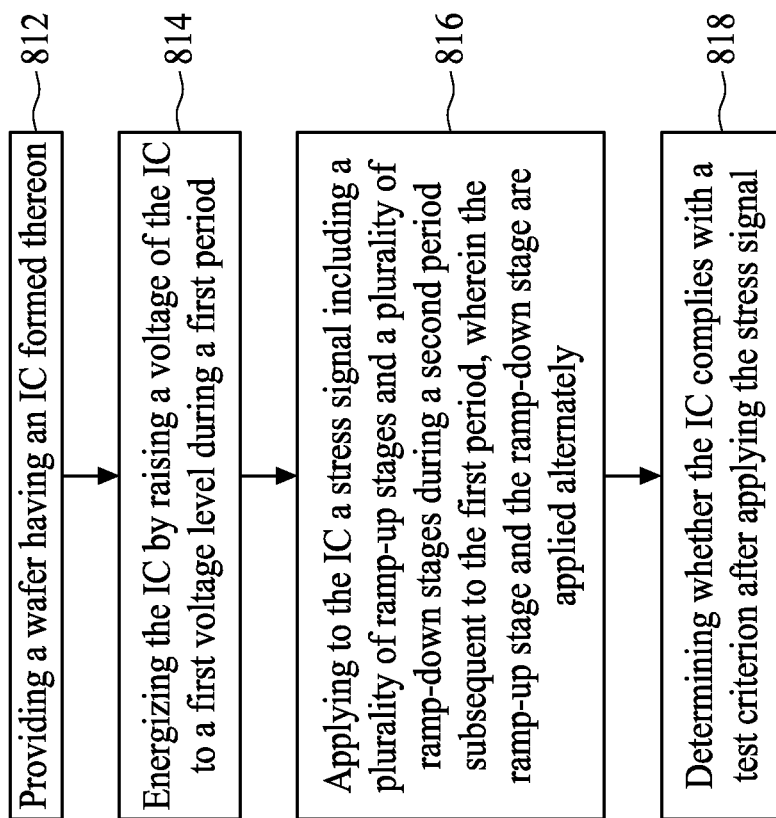 Providing a wafer having an IC formed thereon
812
Energizing the IC by raising a voltage of the IC
to a first voltage level during a first period
814
Applying to the IC a stress signal including a
plurality of ramp-up stages and a plurality of
ramp-down stages during a second period
subsequent to the first period, wherein the
ramp-up stage and the ramp-down stage are
applied alternately
816
Determining whether the IC complies with a
test criterion after applying the stress signal
818